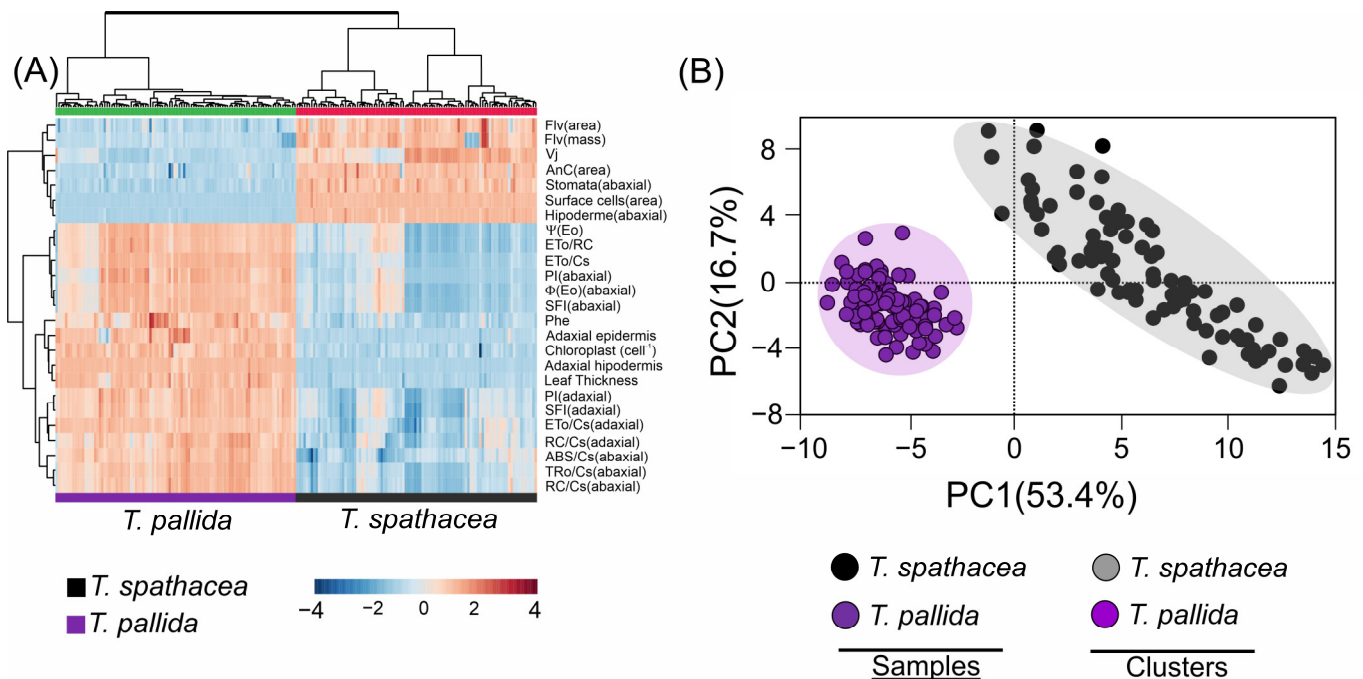 (A)
Flv(area)
Flv(mass)
Vj
AnC(area)
Stomata(abaxial)
Surface cells(area)
Hipoderme(abaxial)
Ψ(Eo)
ETo/RC
ETo/Cs
PI(abaxial)
Φ(Eo)(abaxial)
SFI(abaxial)
Phe
Adaxial epidermis
Chloroplast (cell⁻¹)
Adaxial hipodermis
Leaf Thickness
PI(adaxial)
SFI(adaxial)
ETo/Cs(adaxial)
RC/Cs(adaxial)
ABS/Cs(abaxial)
TRo/Cs(abaxial)
RC/Cs(abaxial)
T. pallida T. spathacea
T. spathacea
T. pallida
−4 −2 0 2 4
(B)
PC2(16.7%)
8
4
0
−4
−8
−10 −5 0 5 10 15
PC1(53.4%)
T. spathacea T. spathacea
T. pallida T. pallida
Samples Clusters